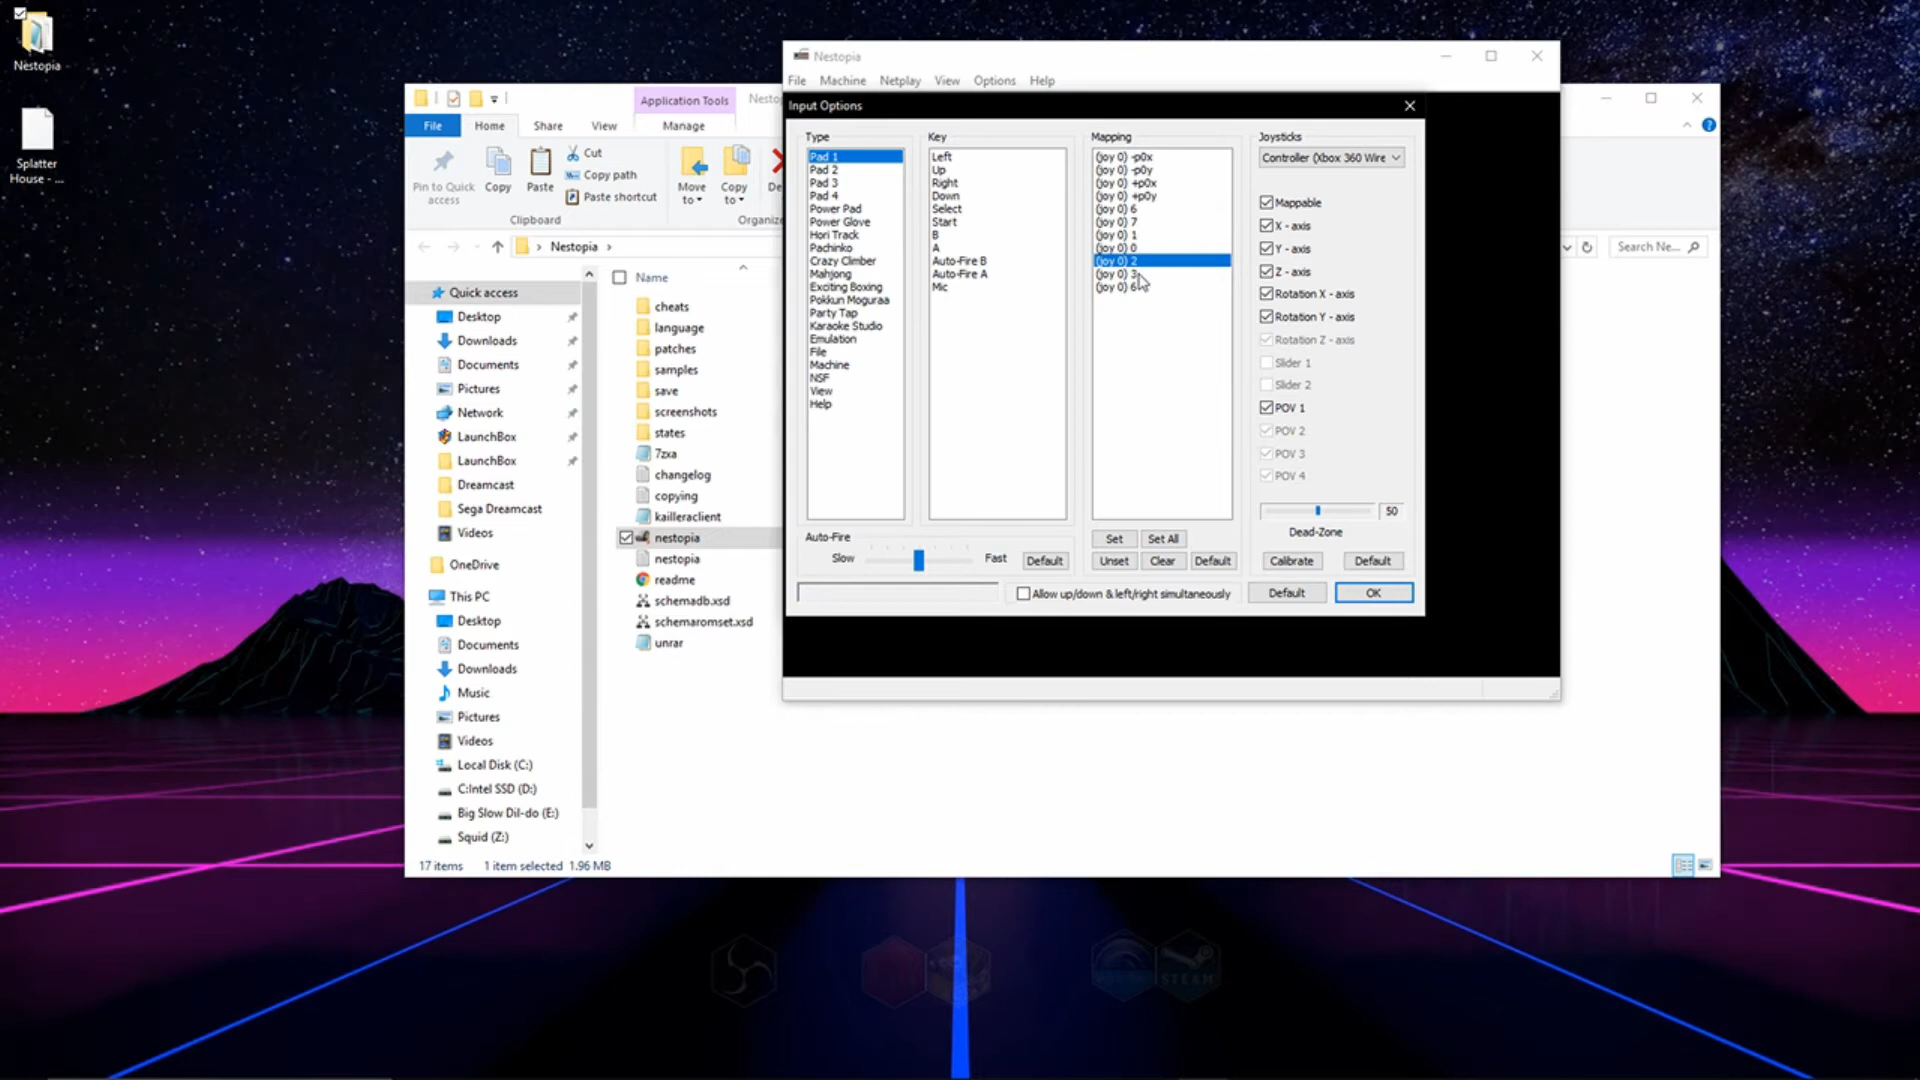 Nestopia
Splatter
House - ...
Application Tools
Nesto
File
Home
Share
View
Manage
Pin to Quick
access
Copy
Paste
Cut
Copy path
Paste shortcut
Move
to
Copy
to
De
Clipboard
Organiz
Nestopia
Search Ne...
Quick access
Desktop
Downloads
Documents
Pictures
Network
LaunchBox
LaunchBox
Dreamcast
Sega Dreamcast
Videos
OneDrive
This PC
Desktop
Documents
Downloads
Music
Pictures
Videos
Local Disk (C:)
C:Intel SSD (D:)
Big Slow Dil-do (E:)
Squid (Z:)
Name
cheats
language
patches
samples
save
screenshots
states
7zxa
changelog
copying
kailleraclient
nestopia
nestopia
readme
schemadb.xsd
schemaromset.xsd
unrar
17 items
1 item selected
1.96 MB
Nestopia
File Machine Netplay View Options Help
Input Options
Type
Pad 1
Pad 2
Pad 3
Pad 4
Power Pad
Power Glove
Hori Track
Pachinko
Crazy Climber
Mahjong
Exciting Boxing
Pokkun Moguraa
Party Tap
Karaoke Studio
Emulation
File
Machine
NSF
View
Help
Key
Left
Up
Right
Down
Select
Start
B
A
Auto-Fire B
Auto-Fire A
Mic
Mapping
(joy 0) -p0x
(joy 0) -p0y
(joy 0) +p0x
(joy 0) +p0y
(joy 0) 6
(joy 0) 7
(joy 0) 1
(joy 0) 0
(joy 0) 2
(joy 0) 3
(joy 0) 6
Joysticks
Controller (Xbox 360 Wire
Mappable
X - axis
Y - axis
Z - axis
Rotation X - axis
Rotation Y - axis
Rotation Z - axis
Slider 1
Slider 2
POV 1
POV 2
POV 3
POV 4
50
Dead-Zone
Calibrate
Default
Auto-Fire
Slow
Fast
Default
Set
Set All
Unset
Clear
Default
Allow up/down & left/right simultaneously
Default
OK
STEAM